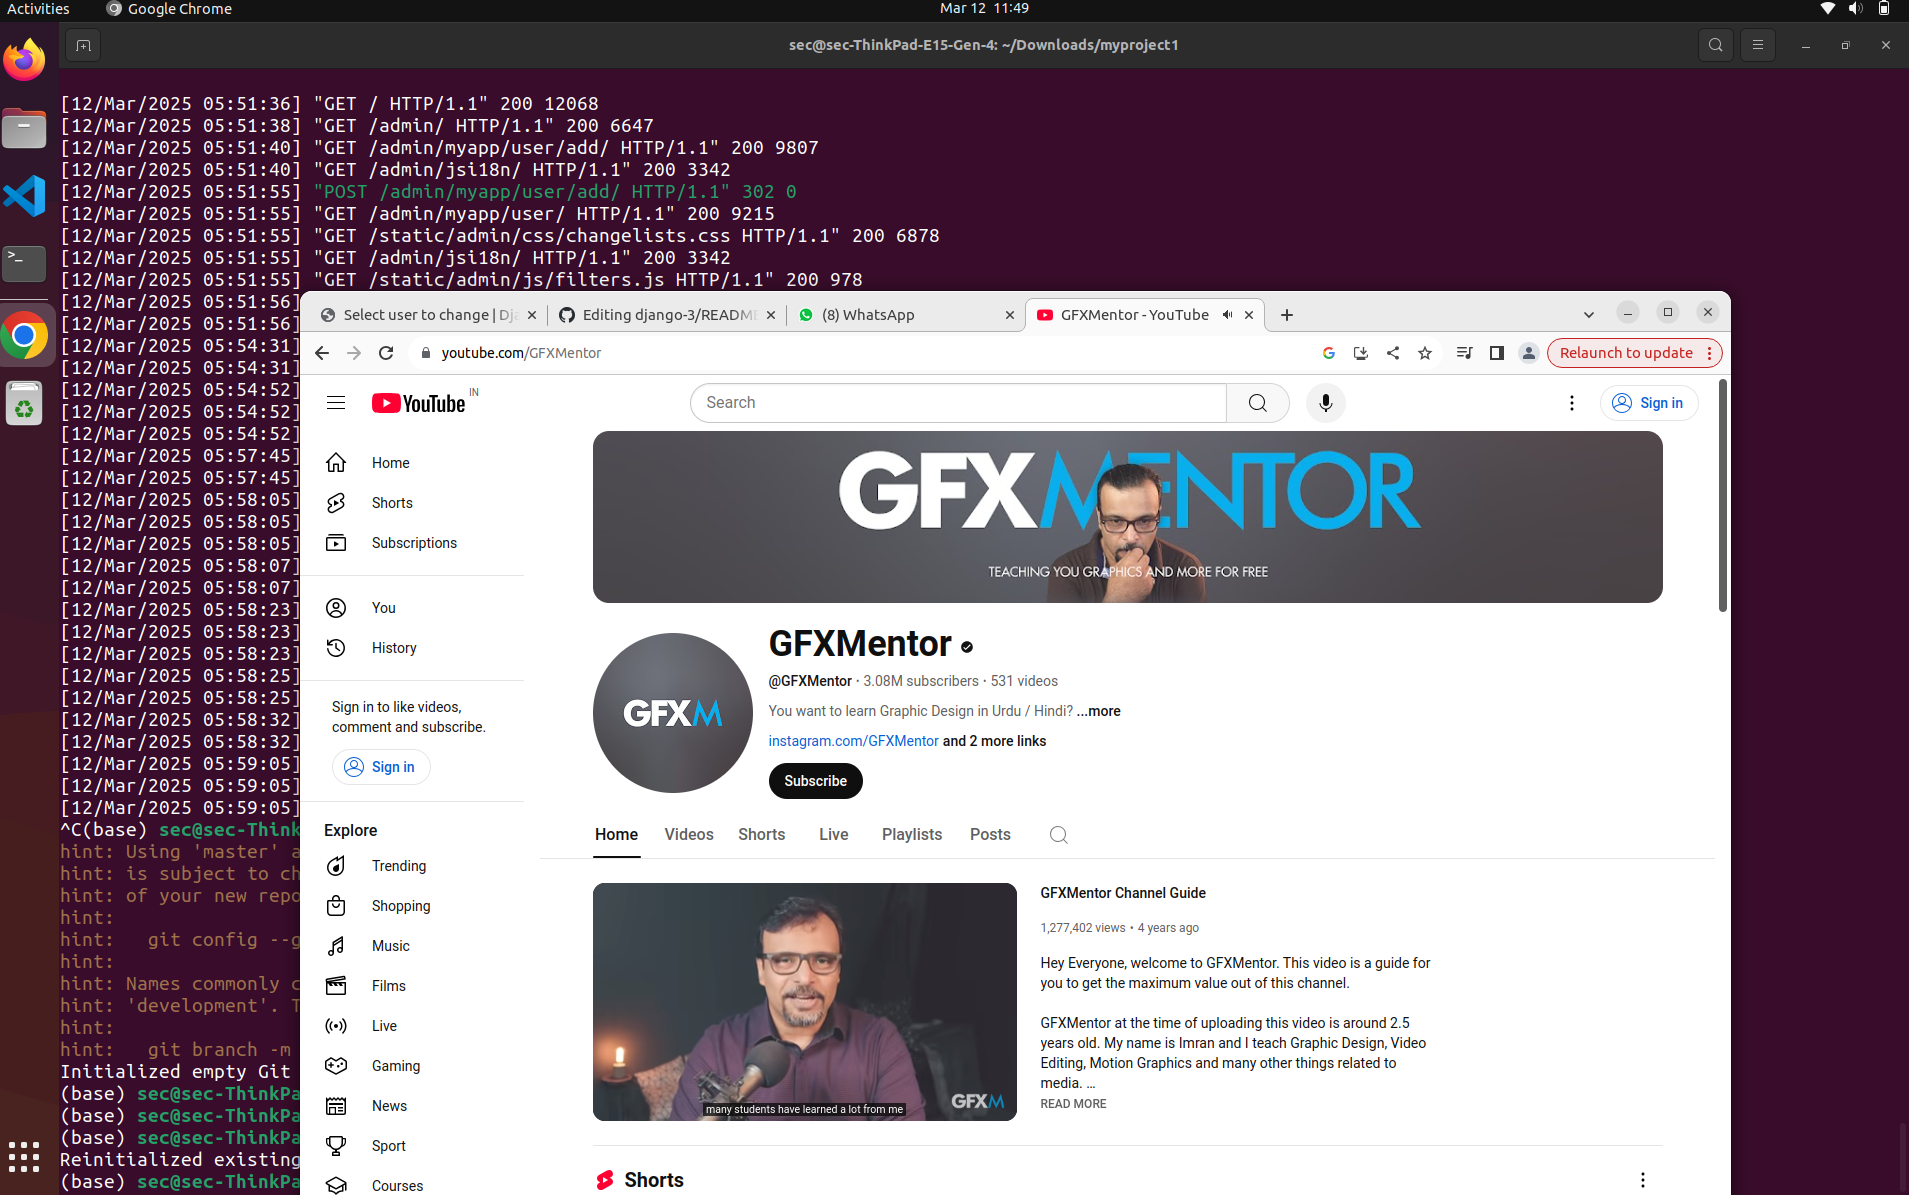 Activities
Google Chrome
Mar 12 11:49
sec@sec-ThinkPad-E15-Gen-4: ~/Downloads/myproject1
[12/Mar/2025 05:51:36] "GET / HTTP/1.1" 200 12068
[12/Mar/2025 05:51:38] "GET /admin/ HTTP/1.1" 200 6647
[12/Mar/2025 05:51:40] "GET /admin/myapp/user/add/ HTTP/1.1" 200 9807
[12/Mar/2025 05:51:40] "GET /admin/jsi18n/ HTTP/1.1" 200 3342
[12/Mar/2025 05:51:55] "POST /admin/myapp/user/add/ HTTP/1.1" 302 0
[12/Mar/2025 05:51:55] "GET /admin/myapp/user/ HTTP/1.1" 200 9215
[12/Mar/2025 05:51:55] "GET /static/admin/css/changelists.css HTTP/1.1" 200 6878
[12/Mar/2025 05:51:55] "GET /admin/jsi18n/ HTTP/1.1" 200 3342
[12/Mar/2025 05:51:55] "GET /static/admin/js/filters.js HTTP/1.1" 200 978
[12/Mar/2025 05:51:56]
[12/Mar/2025 05:51:56]
[12/Mar/2025 05:54:31]
[12/Mar/2025 05:54:31]
[12/Mar/2025 05:54:52]
[12/Mar/2025 05:54:52]
[12/Mar/2025 05:54:52]
[12/Mar/2025 05:57:45]
[12/Mar/2025 05:57:45]
[12/Mar/2025 05:58:05]
[12/Mar/2025 05:58:05]
[12/Mar/2025 05:58:05]
[12/Mar/2025 05:58:07]
[12/Mar/2025 05:58:07]
[12/Mar/2025 05:58:23]
[12/Mar/2025 05:58:23]
[12/Mar/2025 05:58:23]
[12/Mar/2025 05:58:25]
[12/Mar/2025 05:58:25]
[12/Mar/2025 05:58:32]
[12/Mar/2025 05:58:32]
[12/Mar/2025 05:59:05]
[12/Mar/2025 05:59:05]
[12/Mar/2025 05:59:05]
^C(base) sec@sec-Think
hint: Using 'master' a
hint: is subject to ch
hint: of your new repo
hint:
hint: git config --g
hint:
hint: Names commonly c
hint: 'development'. T
hint:
hint: git branch -m
Initialized empty Git
(base) sec@sec-ThinkPa
(base) sec@sec-ThinkPa
(base) sec@sec-ThinkPa
Reinitialized existing
(base) sec@sec-ThinkPa
Select user to change | Dja
Editing django-3/README
(8) WhatsApp
GFXMentor - YouTube
youtube.com/GFXMentor
Relaunch to update
YouTube IN
Search
Sign in
Home
Shorts
Subscriptions
You
History
Sign in to like videos,
comment and subscribe.
Sign in
Explore
Trending
Shopping
Music
Films
Live
Gaming
News
Sport
Courses
GFXMENTOR
TEACHING YOU GRAPHICS AND MORE FOR FREE
GFXM
GFXMentor
@GFXMentor · 3.08M subscribers · 531 videos
You want to learn Graphic Design in Urdu / Hindi? ...more
instagram.com/GFXMentor and 2 more links
Subscribe
Home
Videos
Shorts
Live
Playlists
Posts
many students have learned a lot from me
GFXM
GFXMentor Channel Guide
1,277,402 views • 4 years ago
Hey Everyone, welcome to GFXMentor. This video is a guide for
you to get the maximum value out of this channel.
GFXMentor at the time of uploading this video is around 2.5
years old. My name is Imran and I teach Graphic Design, Video
Editing, Motion Graphics and many other things related to
media. ...
READ MORE
Shorts